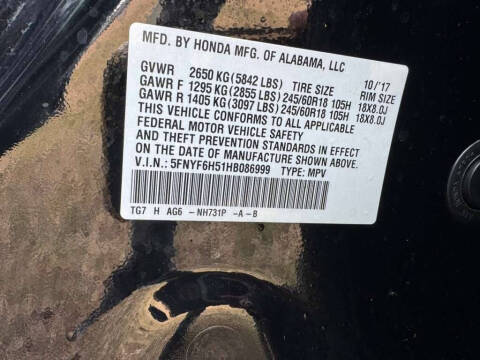 MFD. BY HONDA MFG. OF ALABAMA, LLC
10/'17
GVWR 2650 KG(5842 LBS) TIRE SIZE RIM SIZE
GAWR F 1295 KG(2855 LBS) 245/60R18 105H 18X8.0J
GAWR R 1405 KG(3097 LBS) 245/60R18 105H 18X8.0J
THIS VEHICLE CONFORMS TO ALL APPLICABLE
FEDERAL MOTOR VEHICLE SAFETY
AND THEFT PREVENTION STANDARDS IN EFFECT
ON THE DATE OF MANUFACTURE SHOWN ABOVE.
V.I.N.: 5FNYF6H51HB086999 TYPE: MPV
TG7 H AG6 -NH731P -A -B